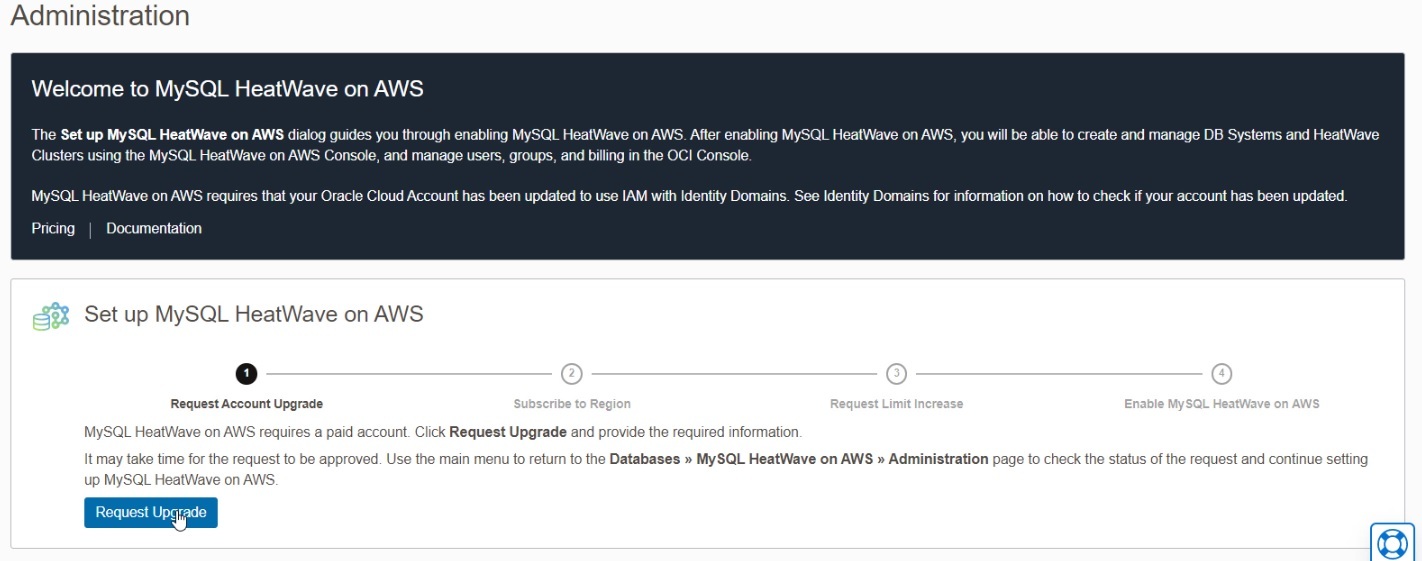 Administration
Welcome to MySQL HeatWave on AWS
The Set up MySQL HeatWave on AWS dialog guides you through enabling MySQL HeatWave on AWS. After enabling MySQL HeatWave on AWS, you will be able to create and manage DB Systems and HeatWave
Clusters using the MySQL HeatWave on AWS Console, and manage users, groups, and billing in the OCI Console.
MySQL HeatWave on AWS requires that your Oracle Cloud Account has been updated to use IAM with Identity Domains. See Identity Domains for information on how to check if your account has been updated.
Pricing | Documentation
Set up MySQL HeatWave on AWS
1 2 3 4
Request Account Upgrade Subscribe to Region Request Limit Increase Enable MySQL HeatWave on AWS
MySQL HeatWave on AWS requires a paid account. Click Request Upgrade and provide the required information.
It may take time for the request to be approved. Use the main menu to return to the Databases » MySQL HeatWave on AWS » Administration page to check the status of the request and continue setting
up MySQL HeatWave on AWS.
Request Upgrade